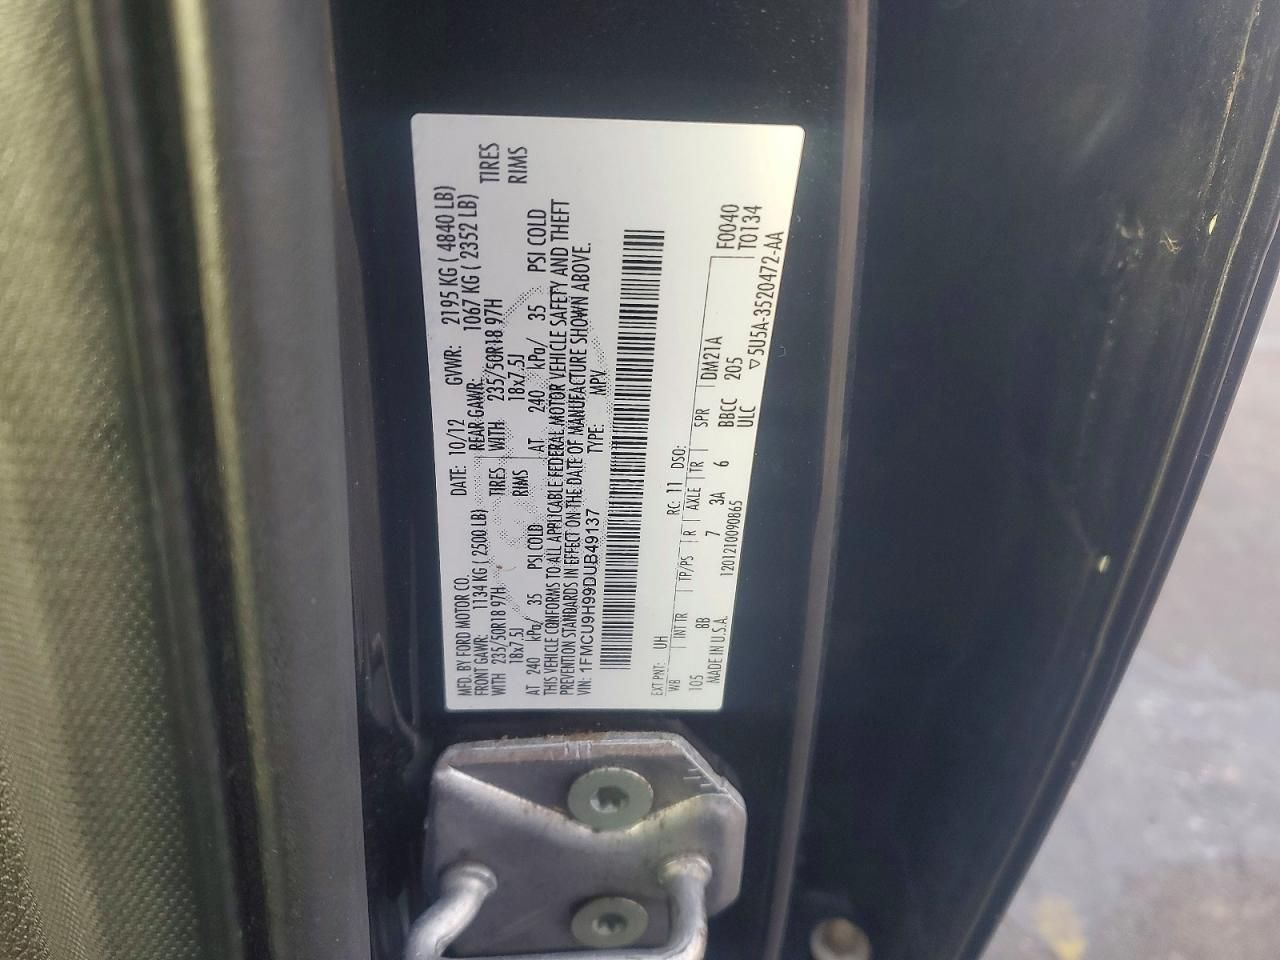 MFD. BY FORD MOTOR CO.
DATE: 10/12 GVWR: 2195 KG ( 4840 LB)
FRONT GAWR: 1134 KG ( 2500 LB) REAR GAWR: 1067 KG ( 2352 LB)
WITH 235/50R18 97H TIRES WITH 235/50R18 97H TIRES
18x7.5J RIMS 18x7.5J RIMS
AT 240 kPa/ 35 PSI COLD AT 240 kPa/ 35 PSI COLD
THIS VEHICLE CONFORMS TO ALL APPLICABLE FEDERAL MOTOR VEHICLE SAFETY AND THEFT
PREVENTION STANDARDS IN EFFECT ON THE DATE OF MANUFACTURE SHOWN ABOVE.
VIN: 1FMCU9H99DUB49137 TYPE: MPV
EXT PNT: UH RC: 11 DSO:
WB INT TR TP/PS R AXLE TR SPR DM21A F0040
105 BB 7 3A 6 BBCC 205 T0134
MADE IN U.S.A. 1201210090865 ULC ▽5U5A-3520472-AA